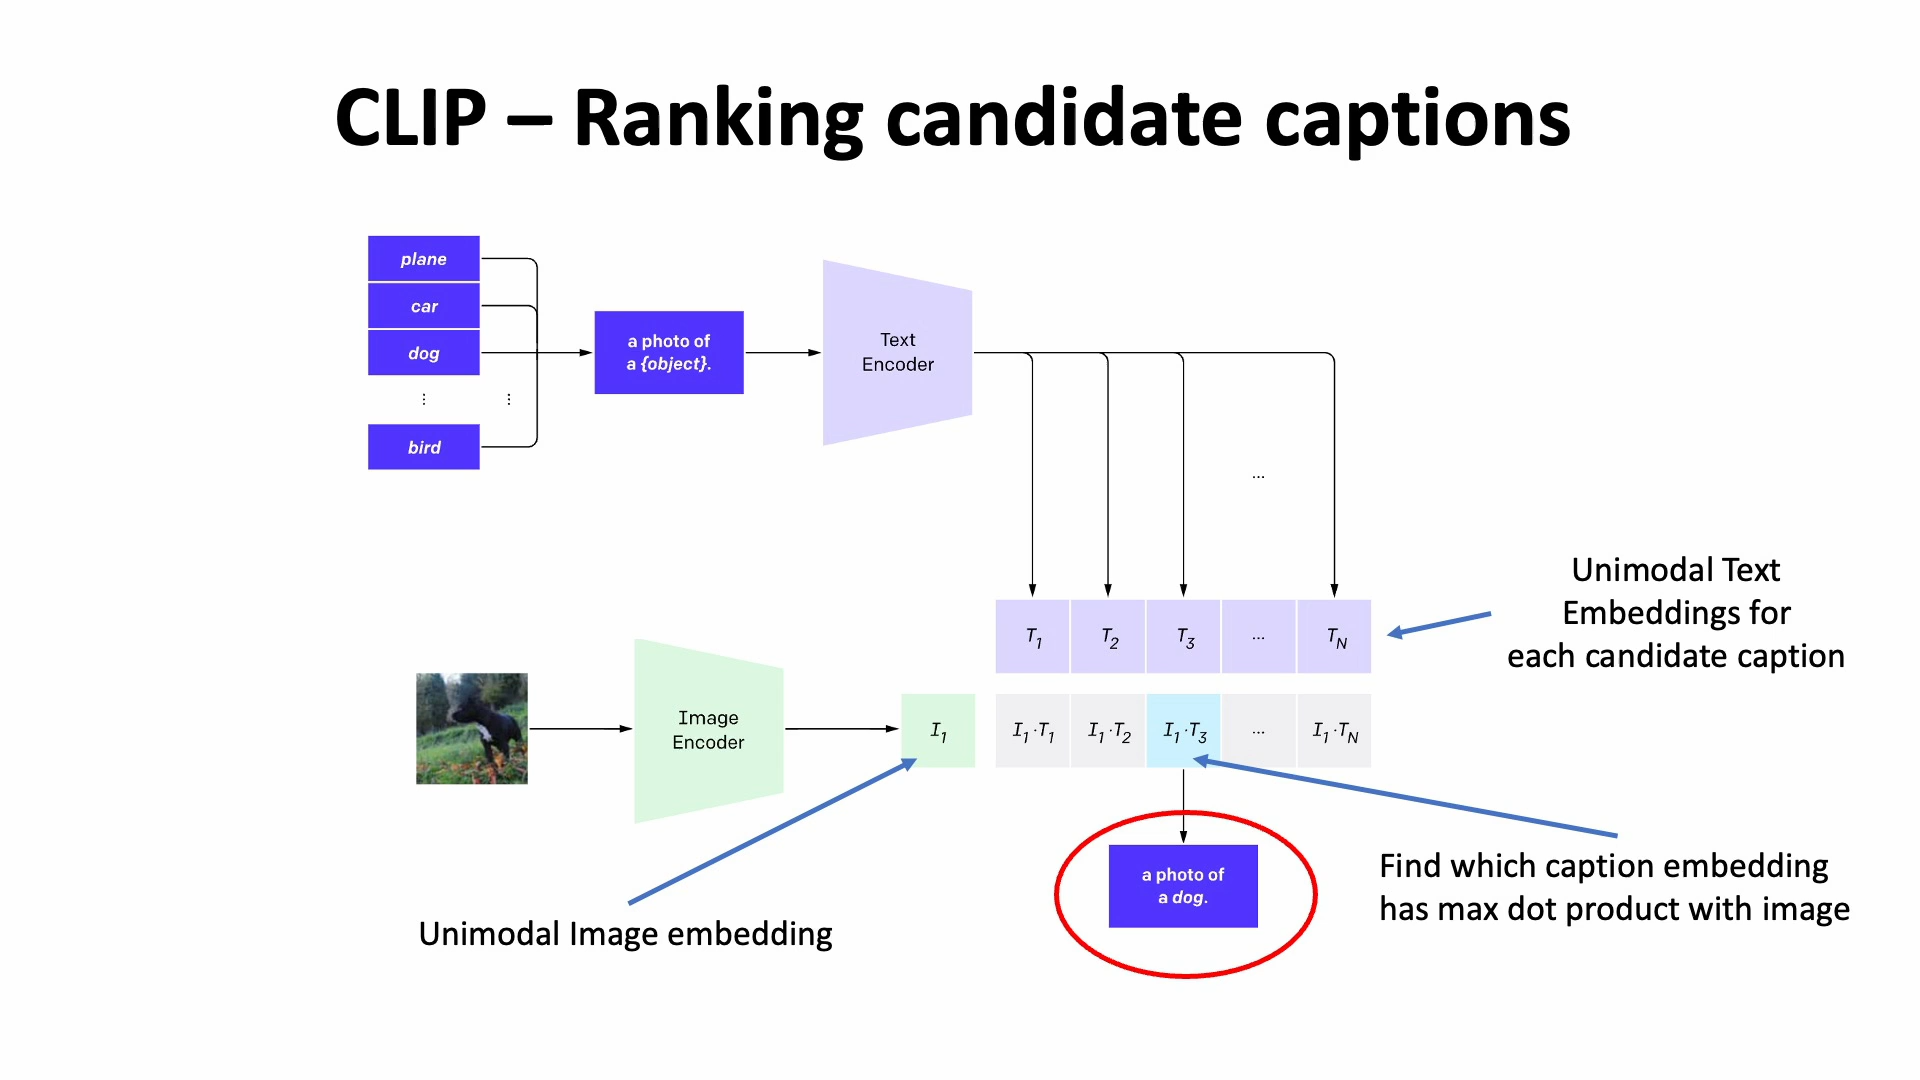 CLIP – Ranking candidate captions
plane
car
dog
⋮ ⋮
bird
a photo of
a {object}.
Text
Encoder
...
Unimodal Text
Embeddings for
each candidate caption
T1 T2 T3 ... TN
Image
Encoder
I1
I1·T1 I1·T2 I1·T3 ... I1·TN
a photo of
a dog.
Find which caption embedding
has max dot product with image
Unimodal Image embedding